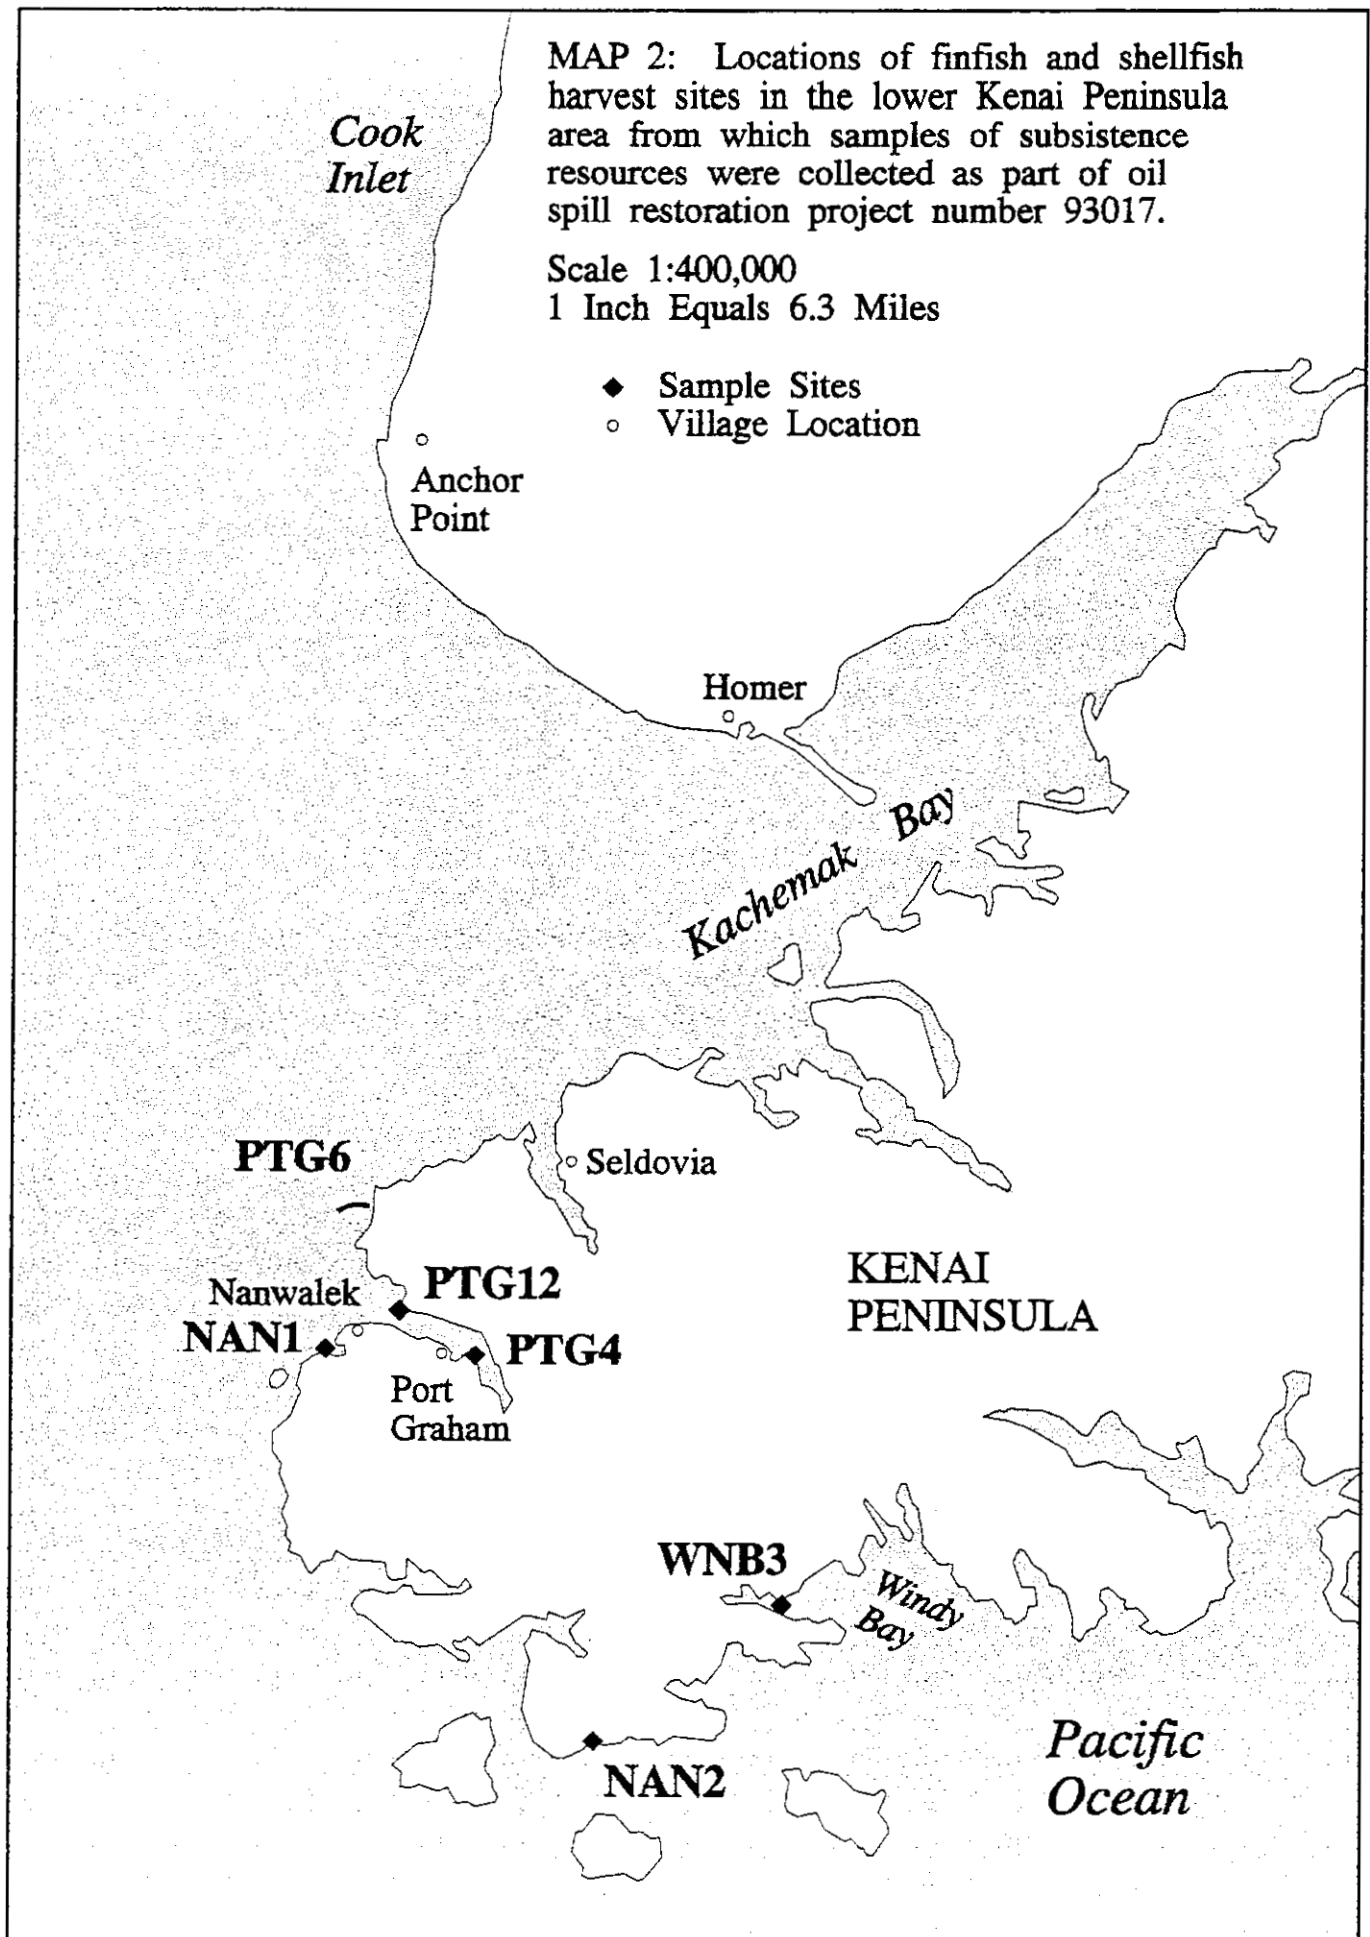 MAP 2: Locations of finfish and shellfish
harvest sites in the lower Kenai Peninsula
area from which samples of subsistence
resources were collected as part of oil
spill restoration project number 93017.
Scale 1:400,000
1 Inch Equals 6.3 Miles
Sample Sites
Village Location
Cook
Inlet
Anchor
Point
Homer
Kachemak Bay
PTG6
Seldovia
Nanwalek
PTG12
NAN1
PTG4
Port
Graham
KENAI
PENINSULA
WNB3
Windy
Bay
NAN2
Pacific
Ocean